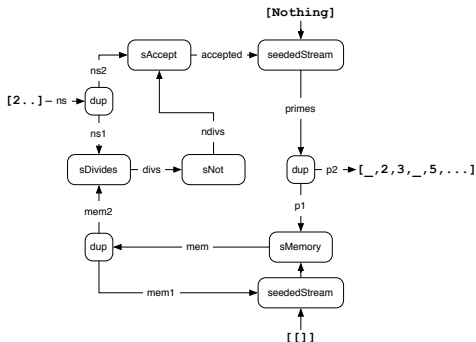 [Nothing]
sAccept
accepted
seededStream
ns2
[2..]
ns
dup
primes
ns1
ndivs
sDivides
divs
sNot
dup
p2
[_,2,3,_,5,...]
mem2
p1
dup
mem
sMemory
mem1
seededStream
[[]]